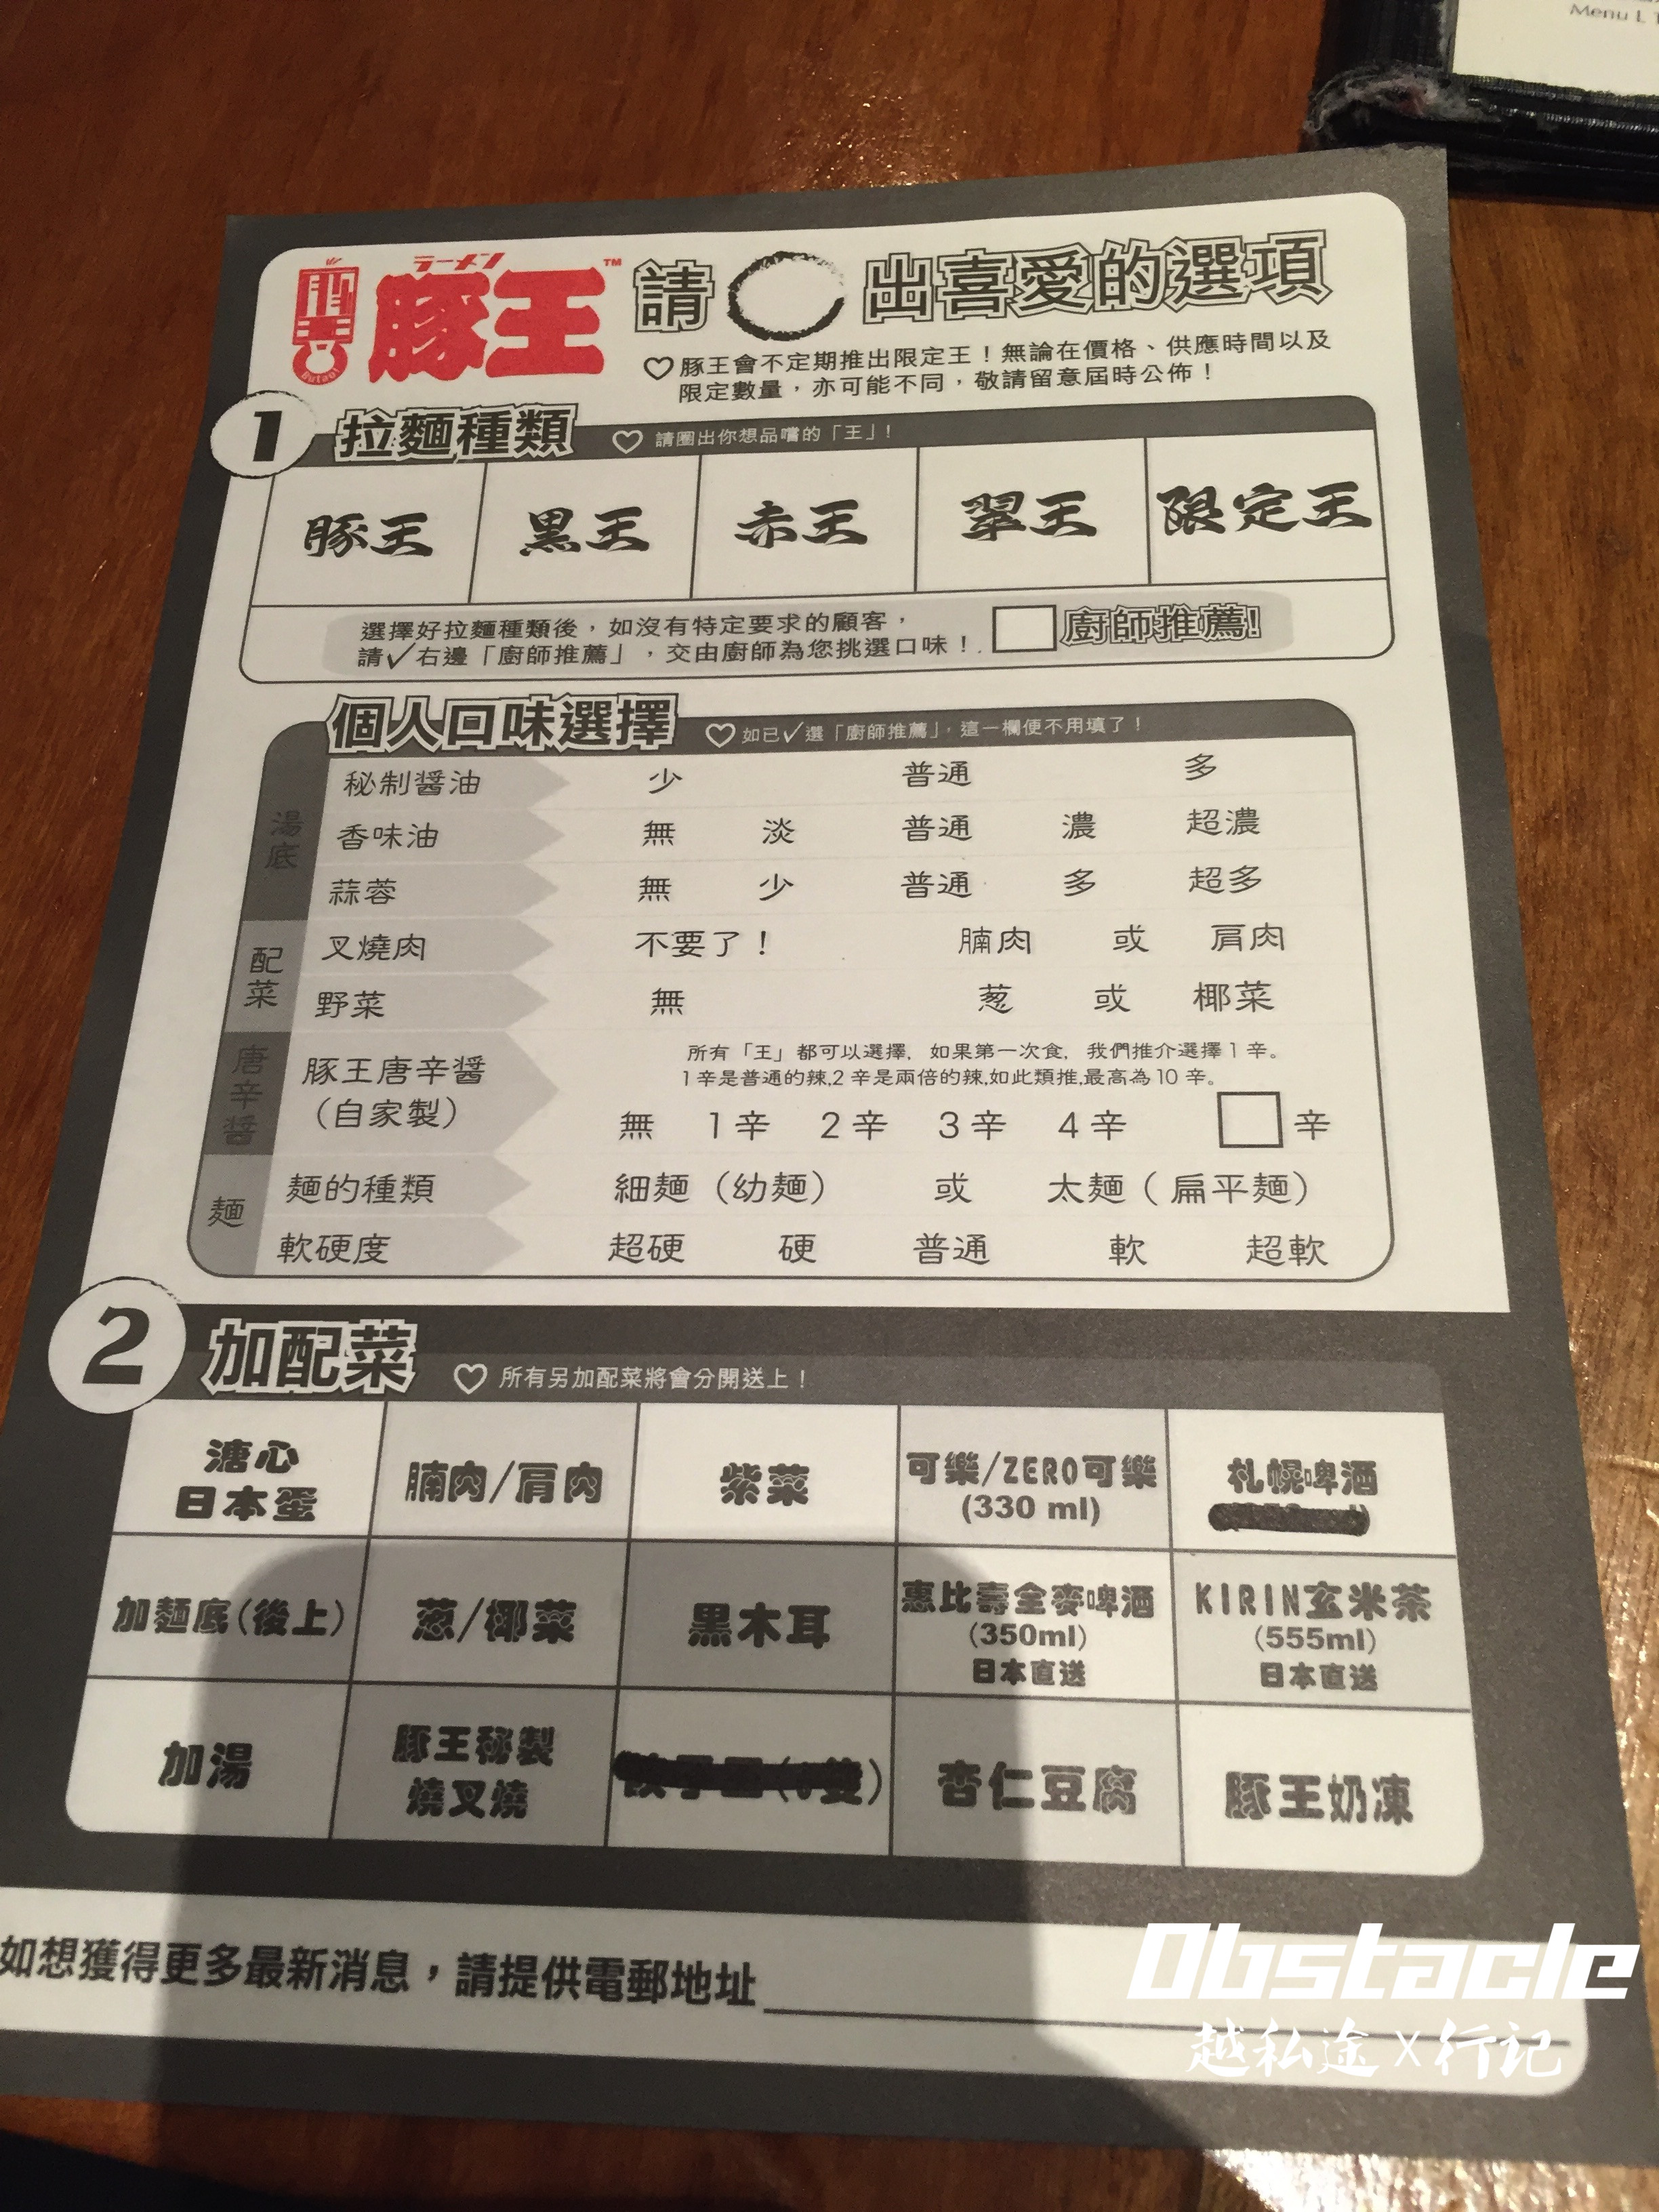 Menu L
ラーメン
豚王™
Butao!
請 ◯ 出喜愛的選項
♡ 豚王會不定期推出限定王！無論在價格、供應時間以及
限定數量，亦可能不同，敬請留意屆時公佈！
1 拉麵種類 ♡ 請圈出你想品嚐的「王」！
豚王 黑王 赤王 翠王 限定王
選擇好拉麵種類後，如沒有特定要求的顧客，
請✓右邊「廚師推薦」，交由廚師為您挑選口味！
廚師推薦!
個人口味選擇 ♡ 如已✓選「廚師推薦」，這一欄便不用填了！
湯底
秘制醬油 少 普通 多
香味油 無 淡 普通 濃 超濃
蒜蓉 無 少 普通 多 超多
配菜
叉燒肉 不要了！ 腩肉 或 肩肉
野菜 無 葱 或 椰菜
唐辛醬
豚王唐辛醬
（自家製）
所有「王」都可以選擇，如果第一次食，我們推介選擇1辛。
1辛是普通的辣,2辛是兩倍的辣,如此類推,最高為10辛。
無 1辛 2辛 3辛 4辛 □ 辛
麵
麵的種類 細麵（幼麵） 或 太麵（扁平麵）
軟硬度 超硬 硬 普通 軟 超軟
2 加配菜 ♡ 所有另加配菜將會分開送上！
溏心
日本蛋
腩肉/肩肉
紫菜
可樂/ZERO可樂
(330 ml)
札幌啤酒
加麵底(後上)
葱/椰菜
黑木耳
惠比壽全麥啤酒
(350ml)
日本直送
KIRIN玄米茶
(555ml)
日本直送
加湯
豚王秘製
燒叉燒
隻)
杏仁豆腐
豚王奶凍
如想獲得更多最新消息，請提供電郵地址
Obstacle
越私途X行记